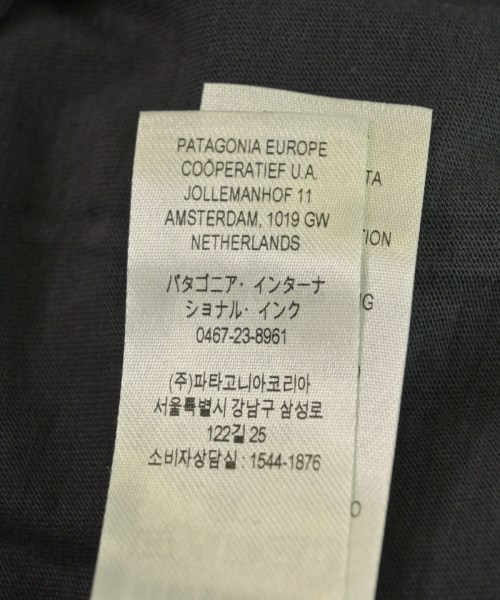 PATAGONIA EUROPE
COÖPERATIEF U.A.
JOLLEMANHOF 11
AMSTERDAM, 1019 GW
NETHERLANDS
パタゴニア・インターナ
ショナル・インク
0467-23-8961
(주)파타고니아코리아
서울특별시 강남구 삼성로
122길 25
소비자상담실 : 1544-1876